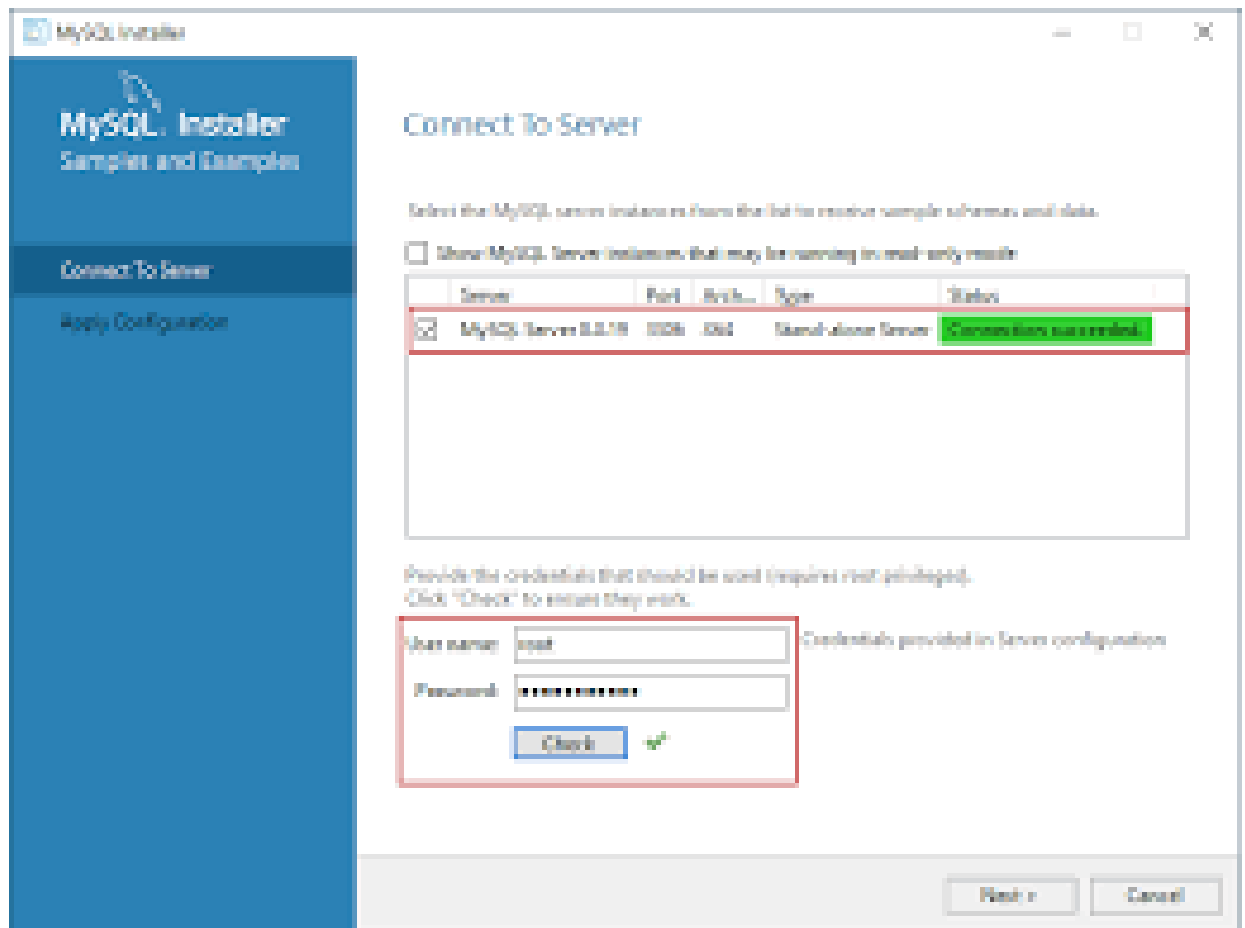 MySQL Installer
MySQL. Installer
Samples and Examples
Connect To Server
Apply Configuration
Connect To Server
Select the MySQL server instances from the list to receive sample schemas and data.
Show MySQL Server instances that may be running in read-only mode
Server Port Arch... Type Status
MySQL Server 3306 X64 Stand-alone Server Connection succeeded.
Provide the credentials that should be used (requires root privileges).
Click "Check" to ensure they work.
User name: root Credentials provided in Server configuration
Password: ●●●●●●●●●●●
Check
Next > Cancel